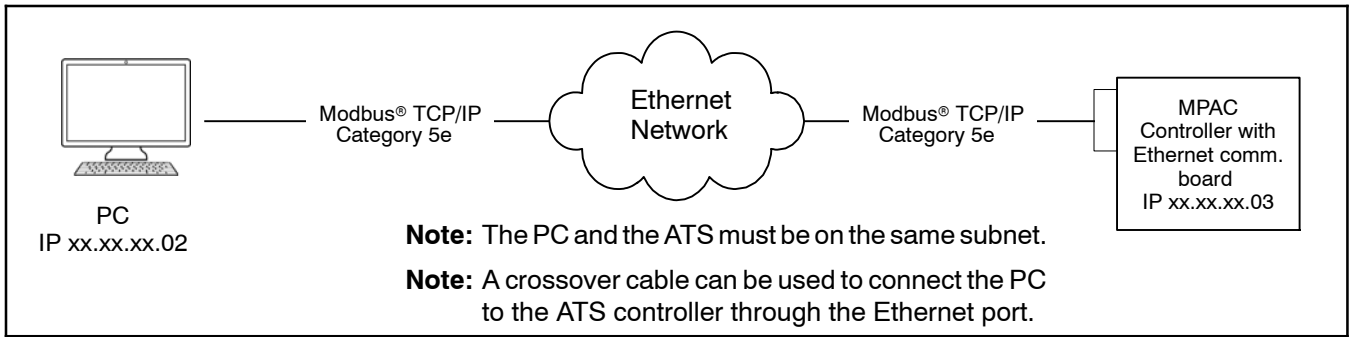 PC
IP xx.xx.xx.02
Modbus® TCP/IP
Category 5e
Ethernet
Network
Modbus® TCP/IP
Category 5e
MPAC
Controller with
Ethernet comm.
board
IP xx.xx.xx.03
Note: The PC and the ATS must be on the same subnet.
Note: A crossover cable can be used to connect the PC
to the ATS controller through the Ethernet port.